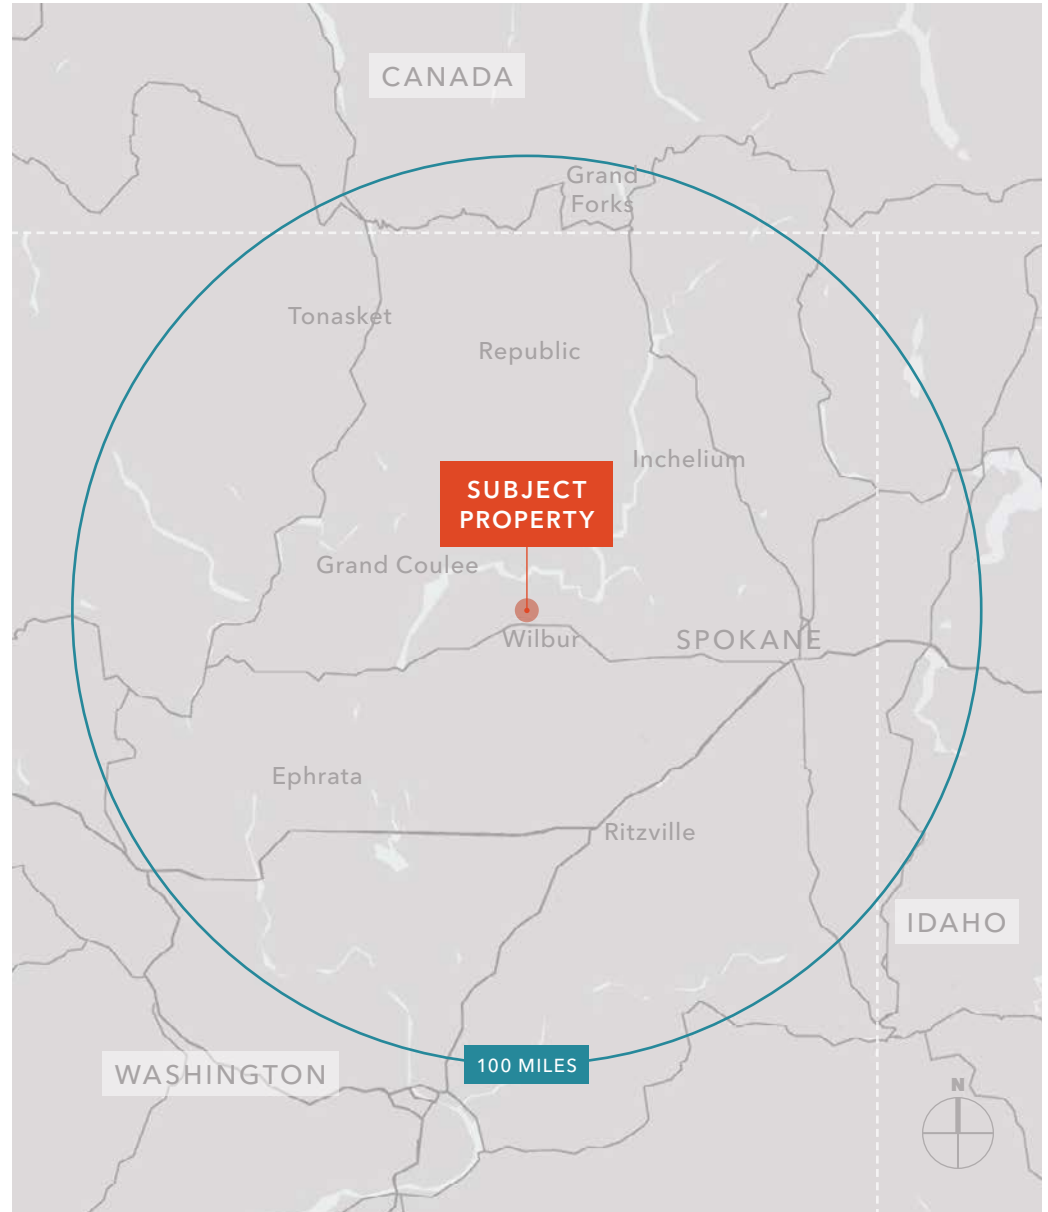 CANADA
Grand
Forks
Tonasket
Republic
Inchelium
SUBJECT
PROPERTY
Grand Coulee
Wilbur
SPOKANE
Ephrata
Ritzville
IDAHO
100 MILES
WASHINGTON
N